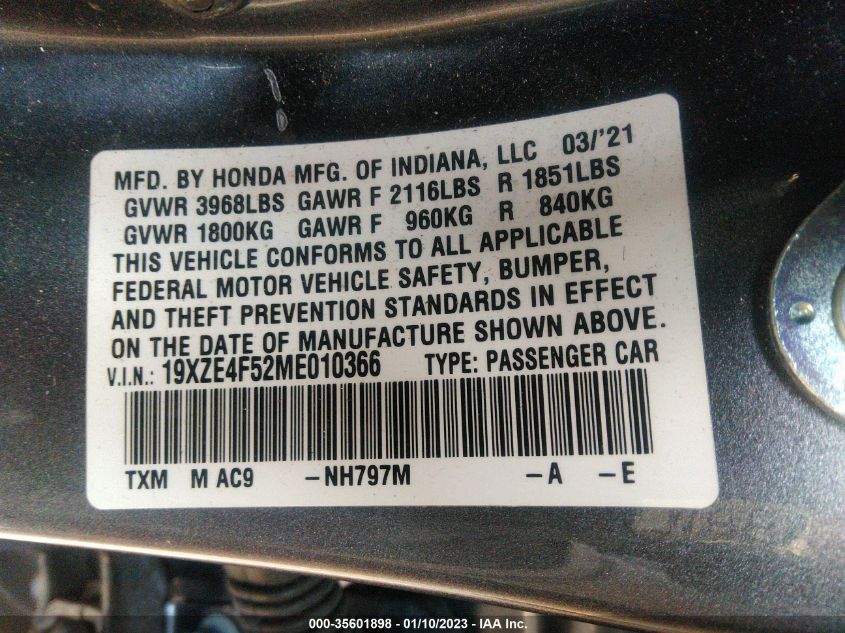 MFD. BY HONDA MFG. OF INDIANA, LLC 03/'21
GVWR 3968LBS GAWR F 2116LBS R 1851LBS
GVWR 1800KG GAWR F 960KG R 840KG
THIS VEHICLE CONFORMS TO ALL APPLICABLE
FEDERAL MOTOR VEHICLE SAFETY, BUMPER,
AND THEFT PREVENTION STANDARDS IN EFFECT
ON THE DATE OF MANUFACTURE SHOWN ABOVE.
V.I.N.: 19XZE4F52ME010366 TYPE: PASSENGER CAR
TXM M AC9 -NH797M -A -E
000-35601898 - 01/10/2023 - IAA Inc.